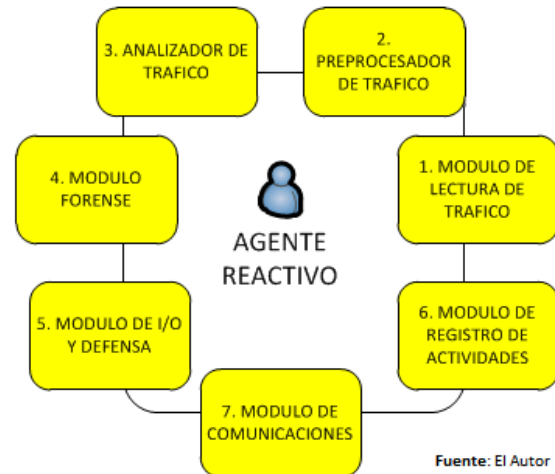 3. ANALIZADOR DE
TRAFICO
2.
PREPROCESADOR
DE TRAFICO
4. MODULO
FORENSE
1. MODULO DE
LECTURA DE
TRAFICO
AGENTE
REACTIVO
5. MODULO DE I/O
Y DEFENSA
6. MODULO DE
REGISTRO DE
ACTIVIDADES
7. MODULO DE
COMUNICACIONES
Fuente: El Autor